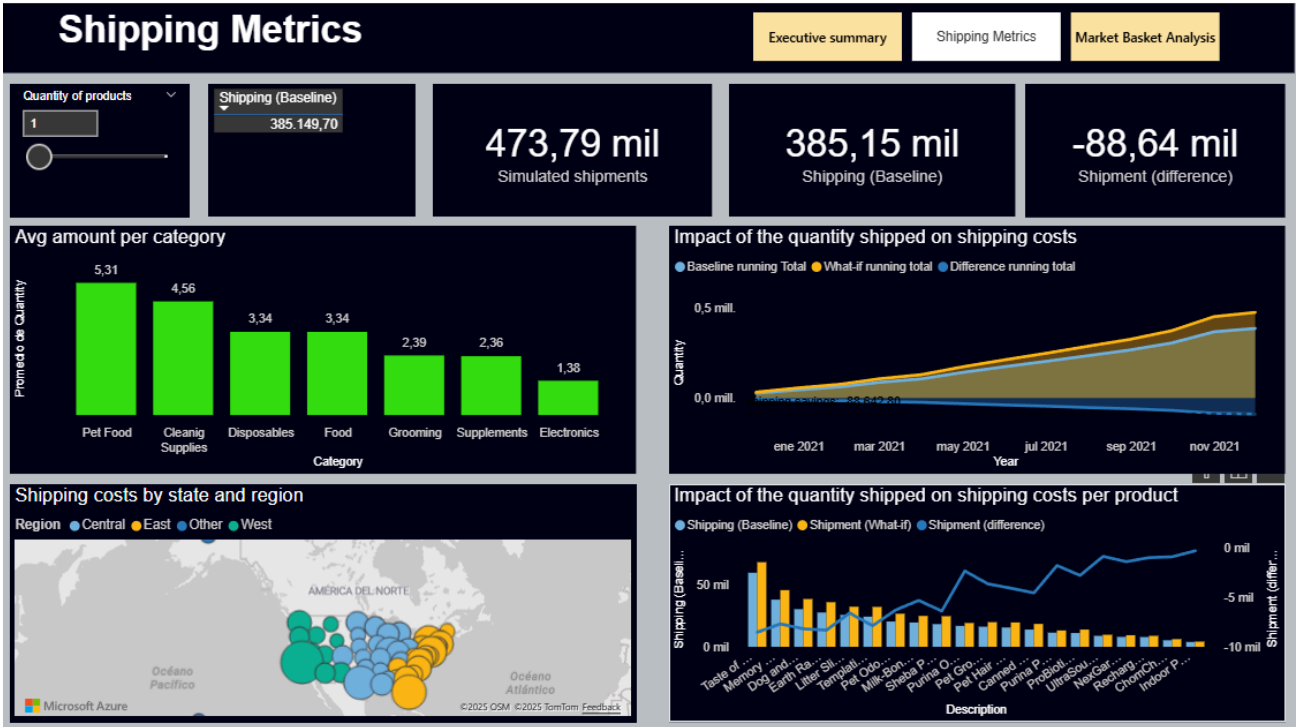 Shipping Metrics
Executive summary
Shipping Metrics
Market Basket Analysis
Quantity of products
1
Shipping (Baseline)
385.149,70
473,79 mil
Simulated shipments
385,15 mil
Shipping (Baseline)
-88,64 mil
Shipment (difference)
Avg amount per category
Promedio de Quantity
5,31
4,56
3,34
3,34
2,39
2,36
1,38
Pet Food
Cleanig
Supplies
Disposables
Food
Grooming
Supplements
Electronics
Category
Impact of the quantity shipped on shipping costs
Baseline running Total
What-if running total
Difference running total
Quantity
0,5 mill.
0,0 mill.
ene 2021
mar 2021
may 2021
jul 2021
sep 2021
nov 2021
Year
Shipping costs by state and region
Region
Central
East
Other
West
AMÉRICA DEL NORTE
Océano
Pacífico
Océano
Atlántico
Microsoft Azure
©2025 OSM ©2025 TomTom Feedback
Impact of the quantity shipped on shipping costs per product
Shipping (Baseline)
Shipment (What-if)
Shipment (difference)
Shipping (Baseli...
50 mil
0 mil
0 mil
-5 mil
-10 mil
Shipment (differ...
Taste of ...
Memory ...
Dog and...
Earth Ra...
Litter Sil...
Templati...
Pet Odo...
Milk-Bon...
Sheba P...
Purina O...
Pet Gro...
Pet Hair ...
Canned ...
Purina P...
ProBioli...
UltraSou...
NexGar...
Recharg...
ChomCh...
Indoor P...
Description